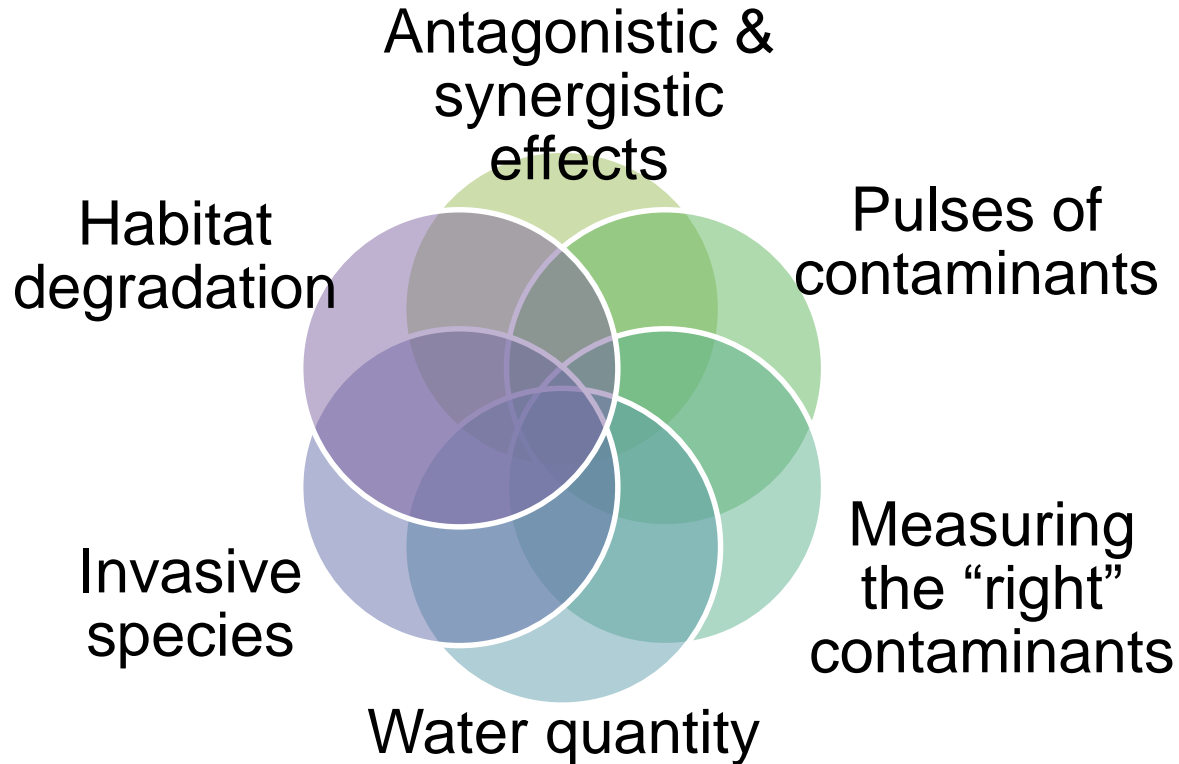 Antagonistic &
synergistic
effects
Pulses of
contaminants
Measuring
the “right”
contaminants
Water quantity
Invasive
species
Habitat
degradation